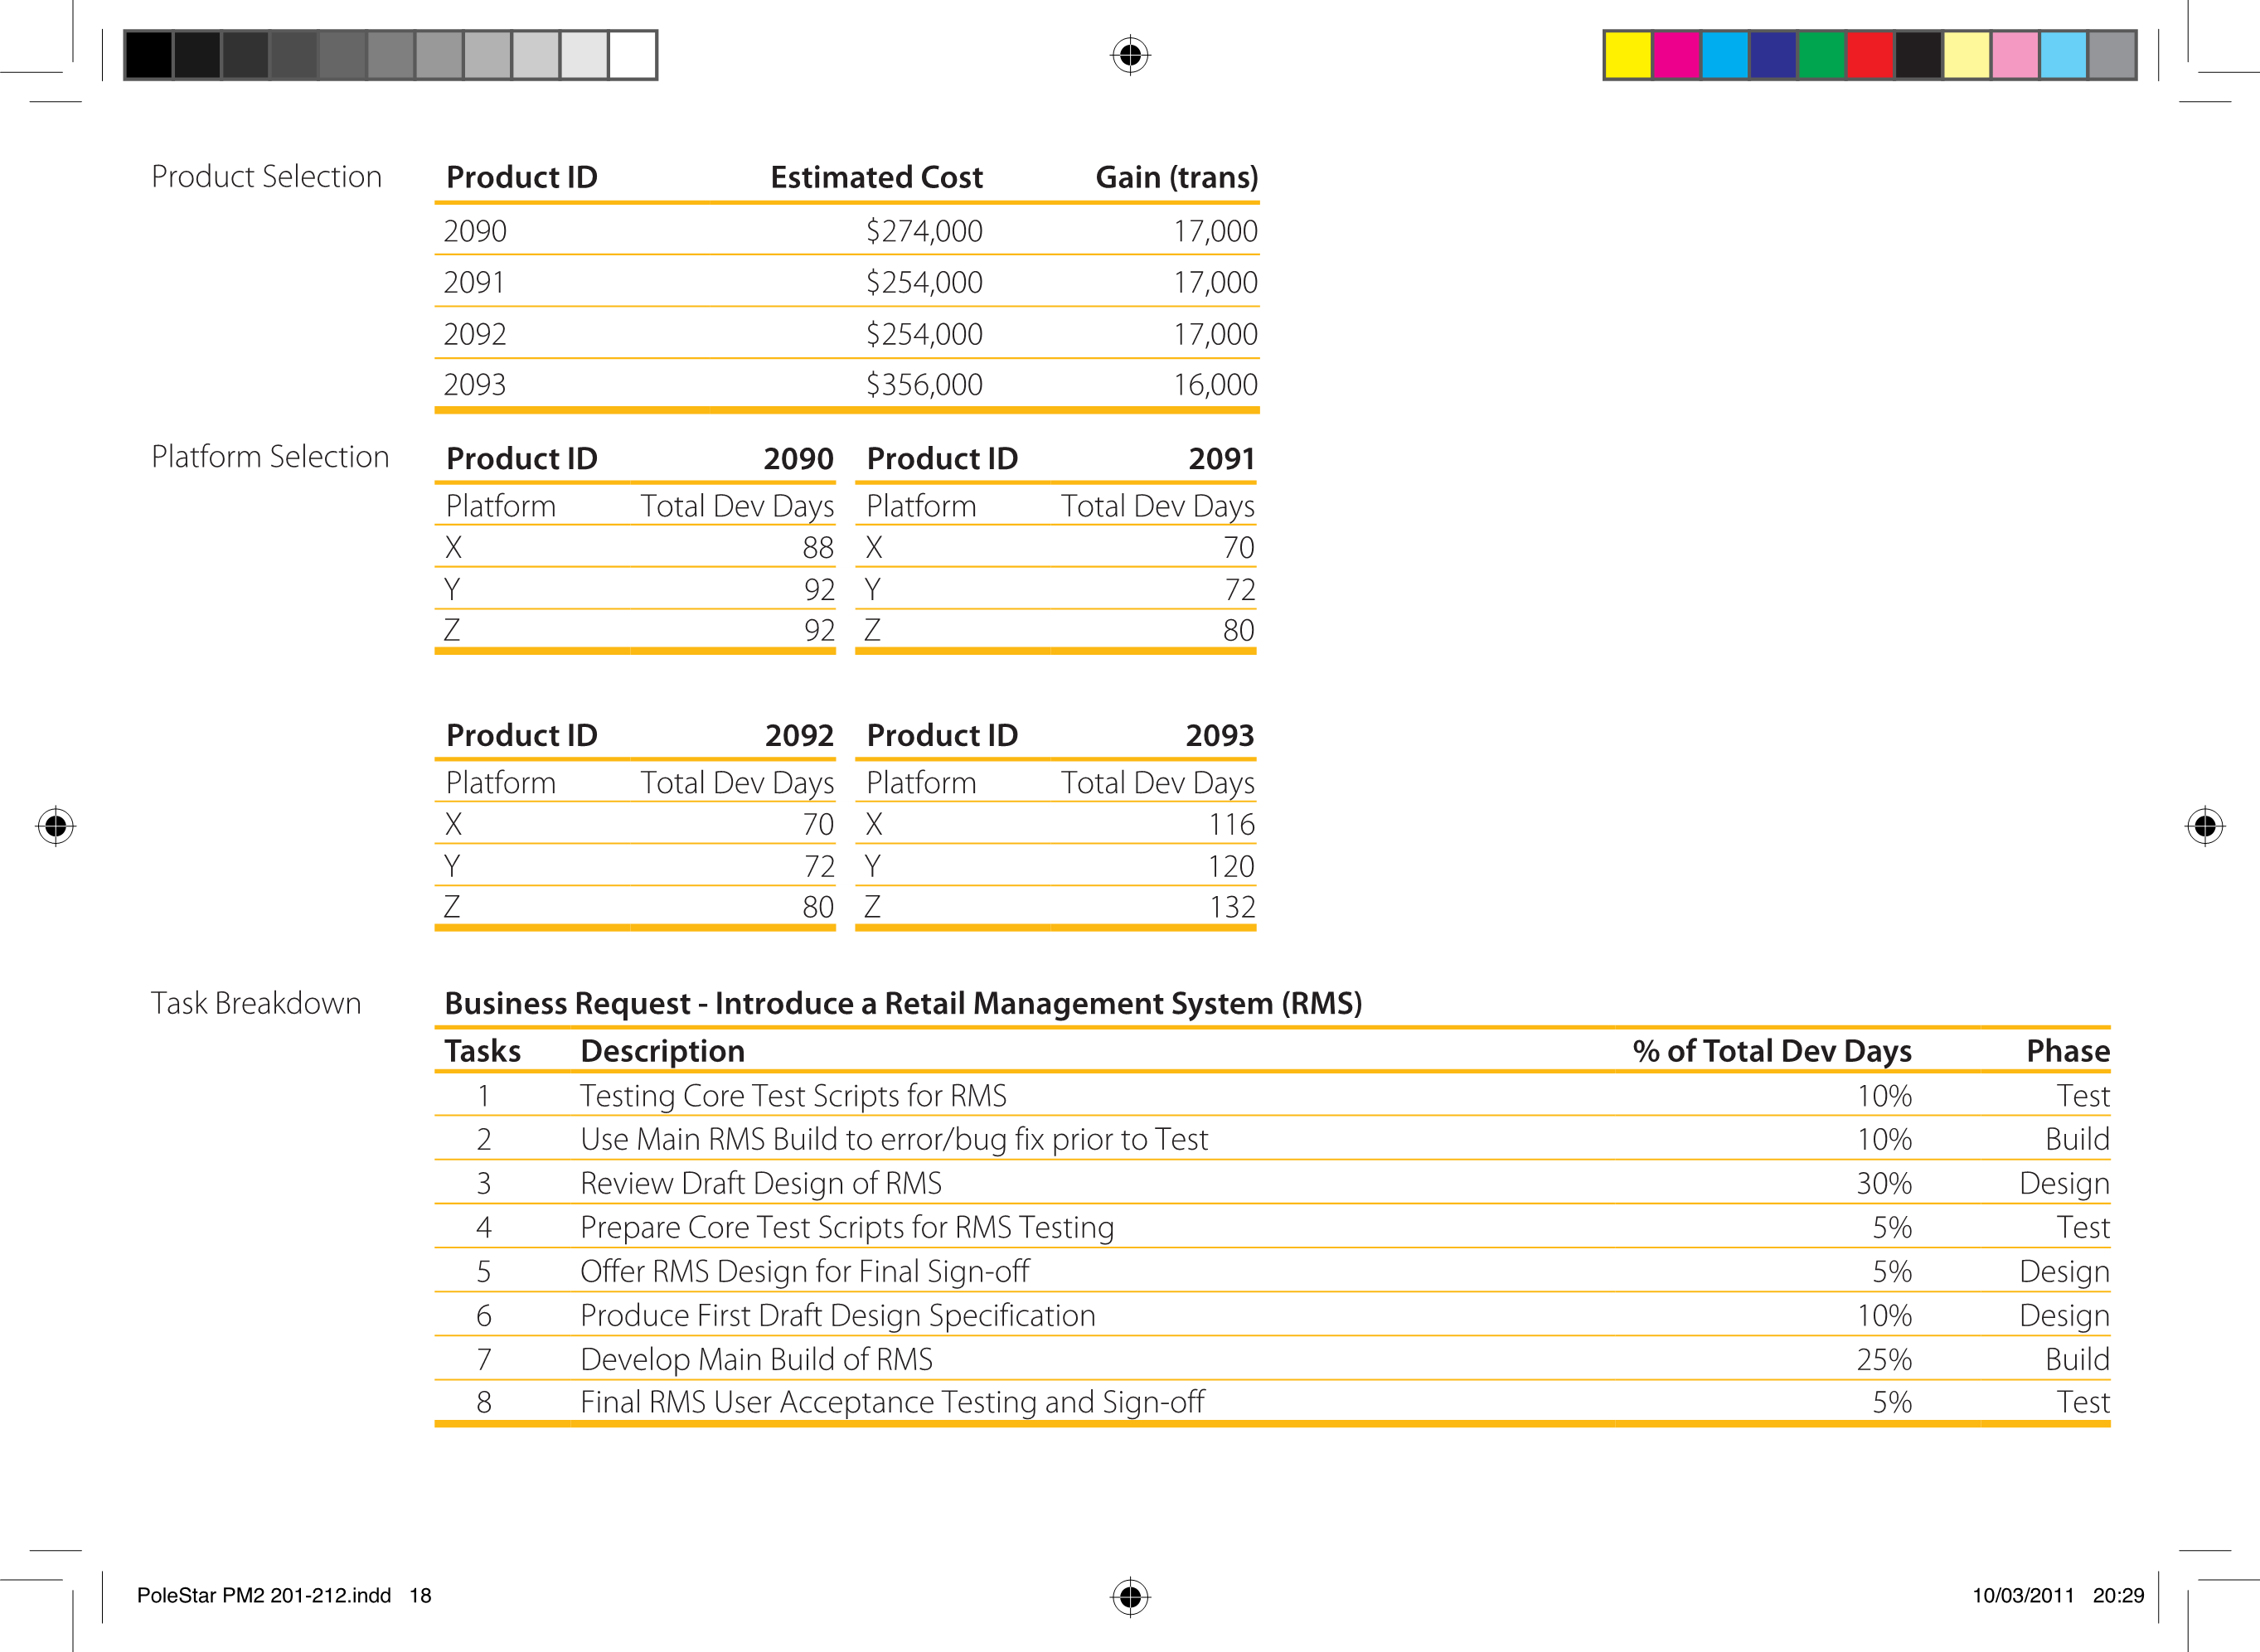 Product Selection
Product ID Estimated Cost Gain (trans)
2090 $274,000 17,000
2091 $254,000 17,000
2092 $254,000 17,000
2093 $356,000 16,000
Platform Selection
Product ID 2090 Product ID 2091
Platform Total Dev Days Platform Total Dev Days
X 88 X 70
Y 92 Y 72
Z 92 Z 80
Product ID 2092 Product ID 2093
Platform Total Dev Days Platform Total Dev Days
X 70 X 116
Y 72 Y 120
Z 80 Z 132
Task Breakdown
Business Request - Introduce a Retail Management System (RMS)
Tasks Description % of Total Dev Days Phase
1 Testing Core Test Scripts for RMS 10% Test
2 Use Main RMS Build to error/bug fix prior to Test 10% Build
3 Review Draft Design of RMS 30% Design
4 Prepare Core Test Scripts for RMS Testing 5% Test
5 Offer RMS Design for Final Sign-off 5% Design
6 Produce First Draft Design Specification 10% Design
7 Develop Main Build of RMS 25% Build
8 Final RMS User Acceptance Testing and Sign-off 5% Test
PoleStar PM2 201-212.indd 18 10/03/2011 20:29